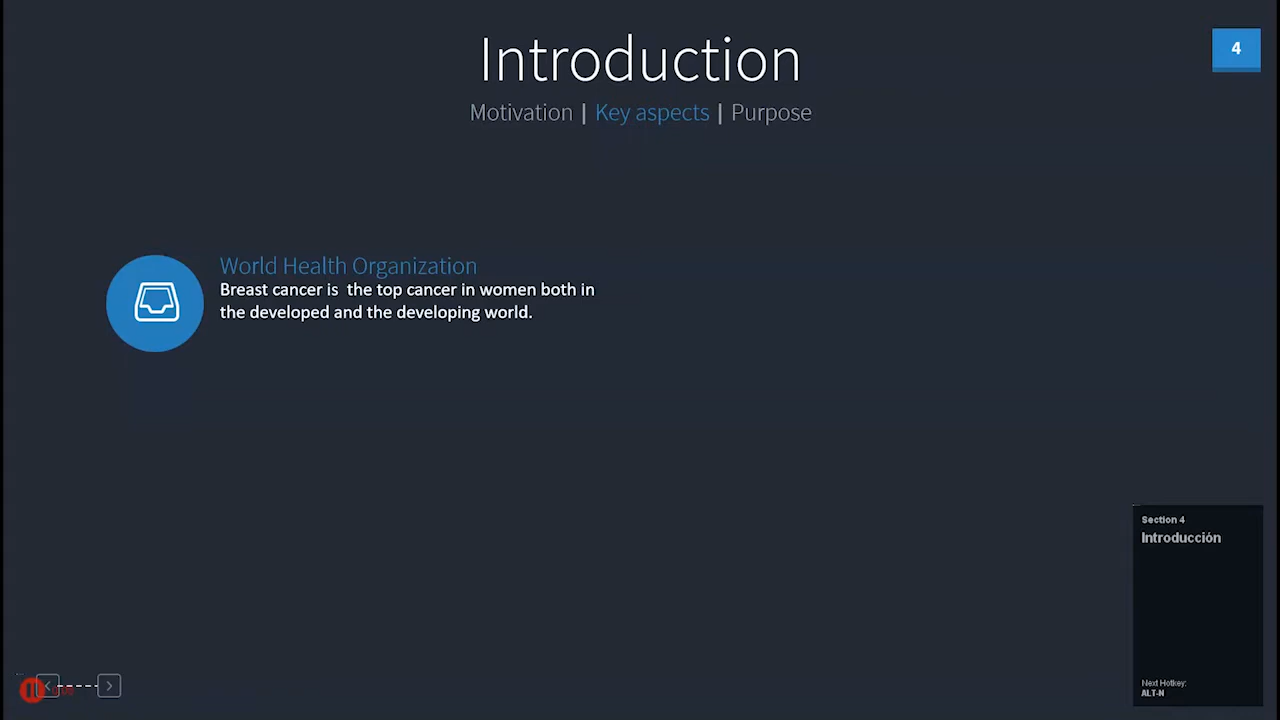 Introduction
4
Motivation | Key aspects | Purpose
World Health Organization
Breast cancer is  the top cancer in women both in
the developed and the developing world.
Section 4
Introducción
Next Hotkey:
ALT-N